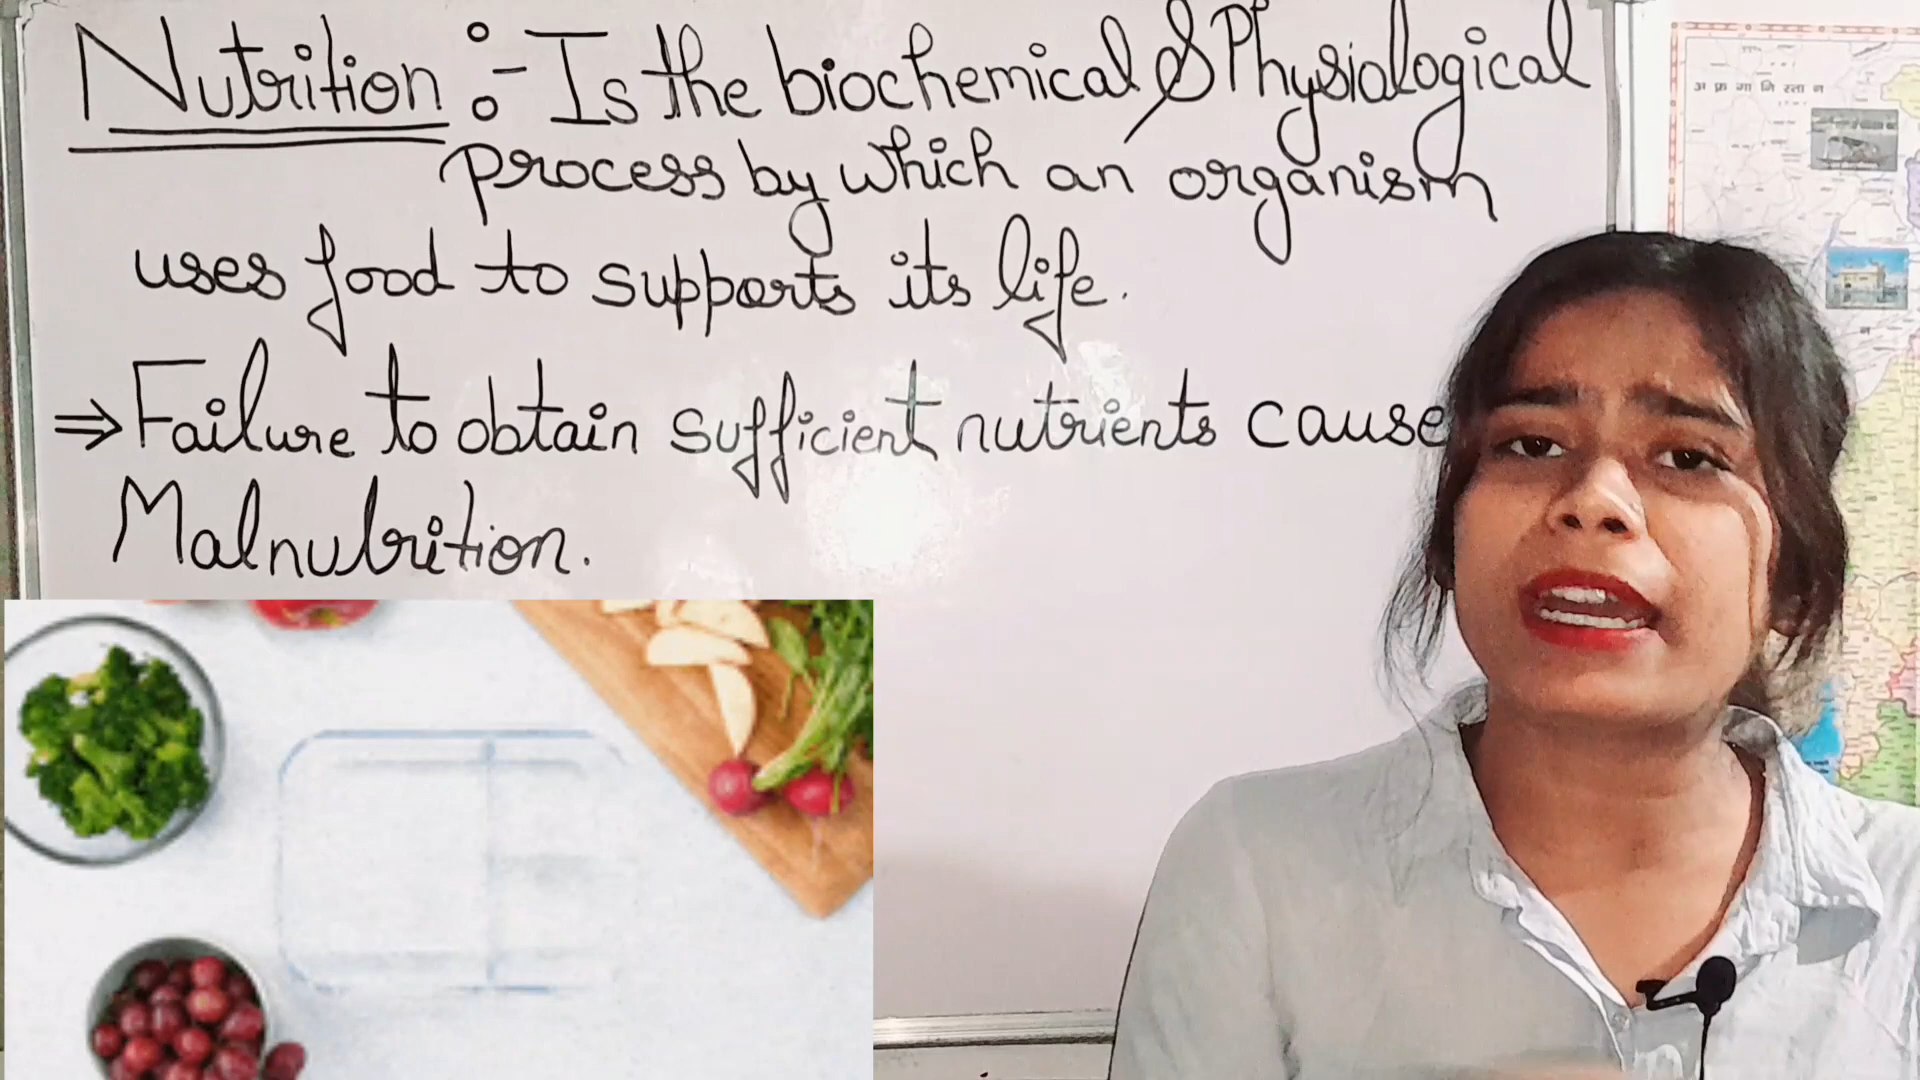 Nutrition :- Is the biochemical & Physiological
process by which an organism
uses food to supports its life.
⇒ Failure to obtain sufficient nutrients cause
Malnutrition.
अ फ़ गा नि स्ता न